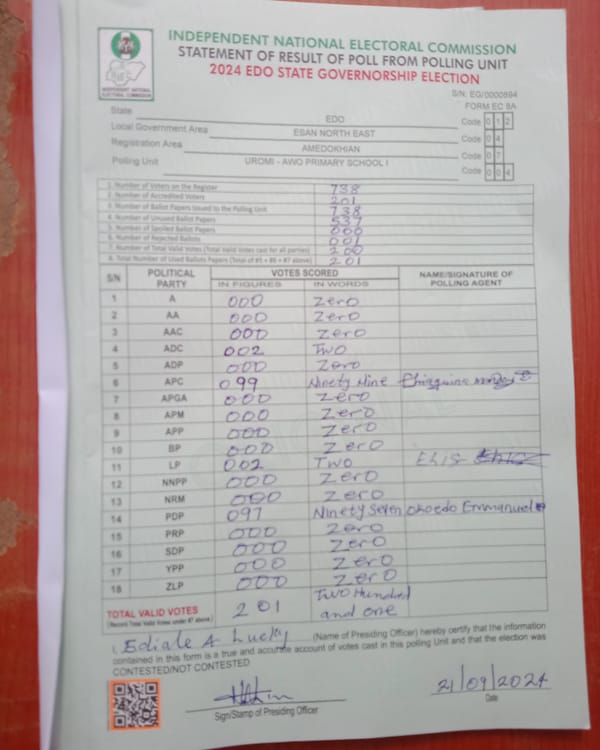 INDEPENDENT NATIONAL ELECTORAL COMMISSION
STATEMENT OF RESULT OF POLL FROM POLLING UNIT
2024 EDO STATE GOVERNORSHIP ELECTION
INEC
INDEPENDENT NATIONAL ELECTORAL COMMISSION
S/N: EG/0000894
FORM EC 8A
State EDO Code 0 1 2
Local Government Area ESAN NORTH EAST Code 0 4
Registration Area AMEDOKHIAN Code 0 7
Polling Unit UROMI - AWO PRIMARY SCHOOL I Code 0 0 4
1. Number of Voters on the Register 738
2. Number of Accredited Voters 201
3. Number of Ballot Papers Issued to the Polling Unit 738
4. Number of Unused Ballot Papers 537
5. Number of Spoiled Ballot Papers 000
6. Number of Rejected Ballots 001
7. Number of Total Valid Votes (Total Valid Votes cast for all parties) 200
8. Total Number of Used Ballots Papers (Total of #5 + #6 + #7 above) 201
S/N POLITICAL PARTY VOTES SCORED NAME/SIGNATURE OF POLLING AGENT
IN FIGURES IN WORDS
1 A 000 Zero
2 AA 000 Zero
3 AAC 000 Zero
4 ADC 002 Two
5 ADP 000 Zero
6 APC 099 Ninety Nine
7 APGA 000 Zero
8 APM 000 Zero
9 APP 000 Zero
10 BP 000 Zero
11 LP 002 Two EHIS
12 NNPP 000 Zero
13 NRM 000 Zero
14 PDP 097 Ninety Seven Okoedo Emmanuel
15 PRP 000 Zero
16 SDP 000 Zero
17 YPP 000 Zero
18 ZLP 000 Zero
TOTAL VALID VOTES 201 Two Hundred and one
(Record Total Valid Votes under #7 above)
I, Ediale A Lucky (Name of Presiding Officer) hereby certify that the information
contained in this form is a true and accurate account of votes cast in this polling Unit and that the election was
CONTESTED/NOT CONTESTED
21/09/2024
Sign/Stamp of Presiding Officer Date